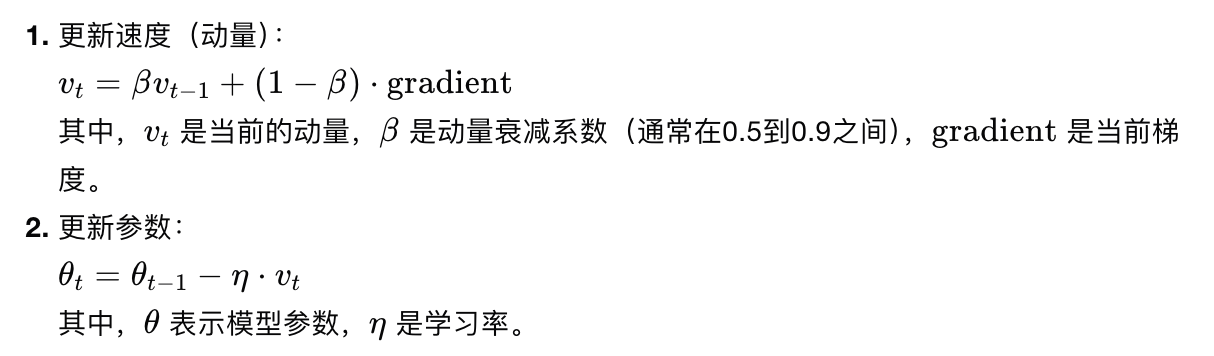 1. 更新速度（动量）：
v_t = βv_{t−1} + (1 − β) · gradient
其中，v_t 是当前的动量，β 是动量衰减系数（通常在0.5到0.9之间），gradient 是当前梯
度。
2. 更新参数：
θ_t = θ_{t−1} − η · v_t
其中，θ 表示模型参数，η 是学习率。